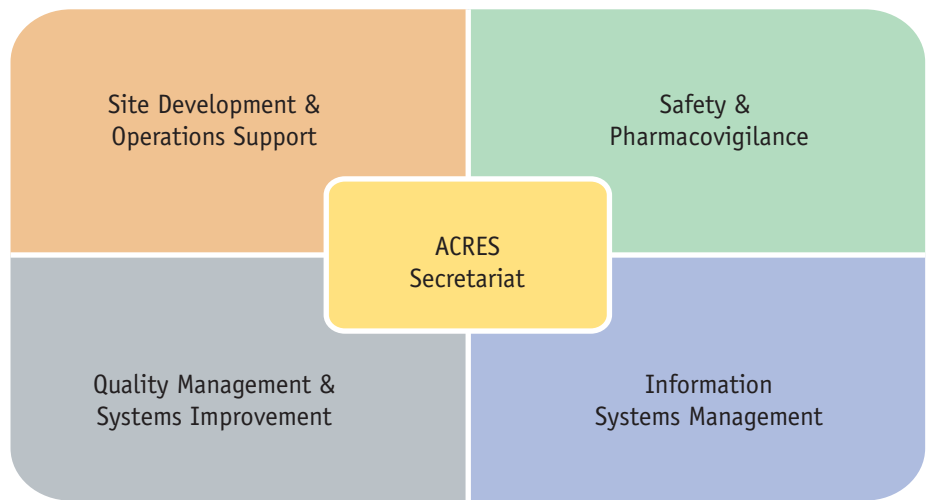 Site Development &
Operations Support
Safety &
Pharmacovigilance
ACRES
Secretariat
Quality Management &
Systems Improvement
Information
Systems Management